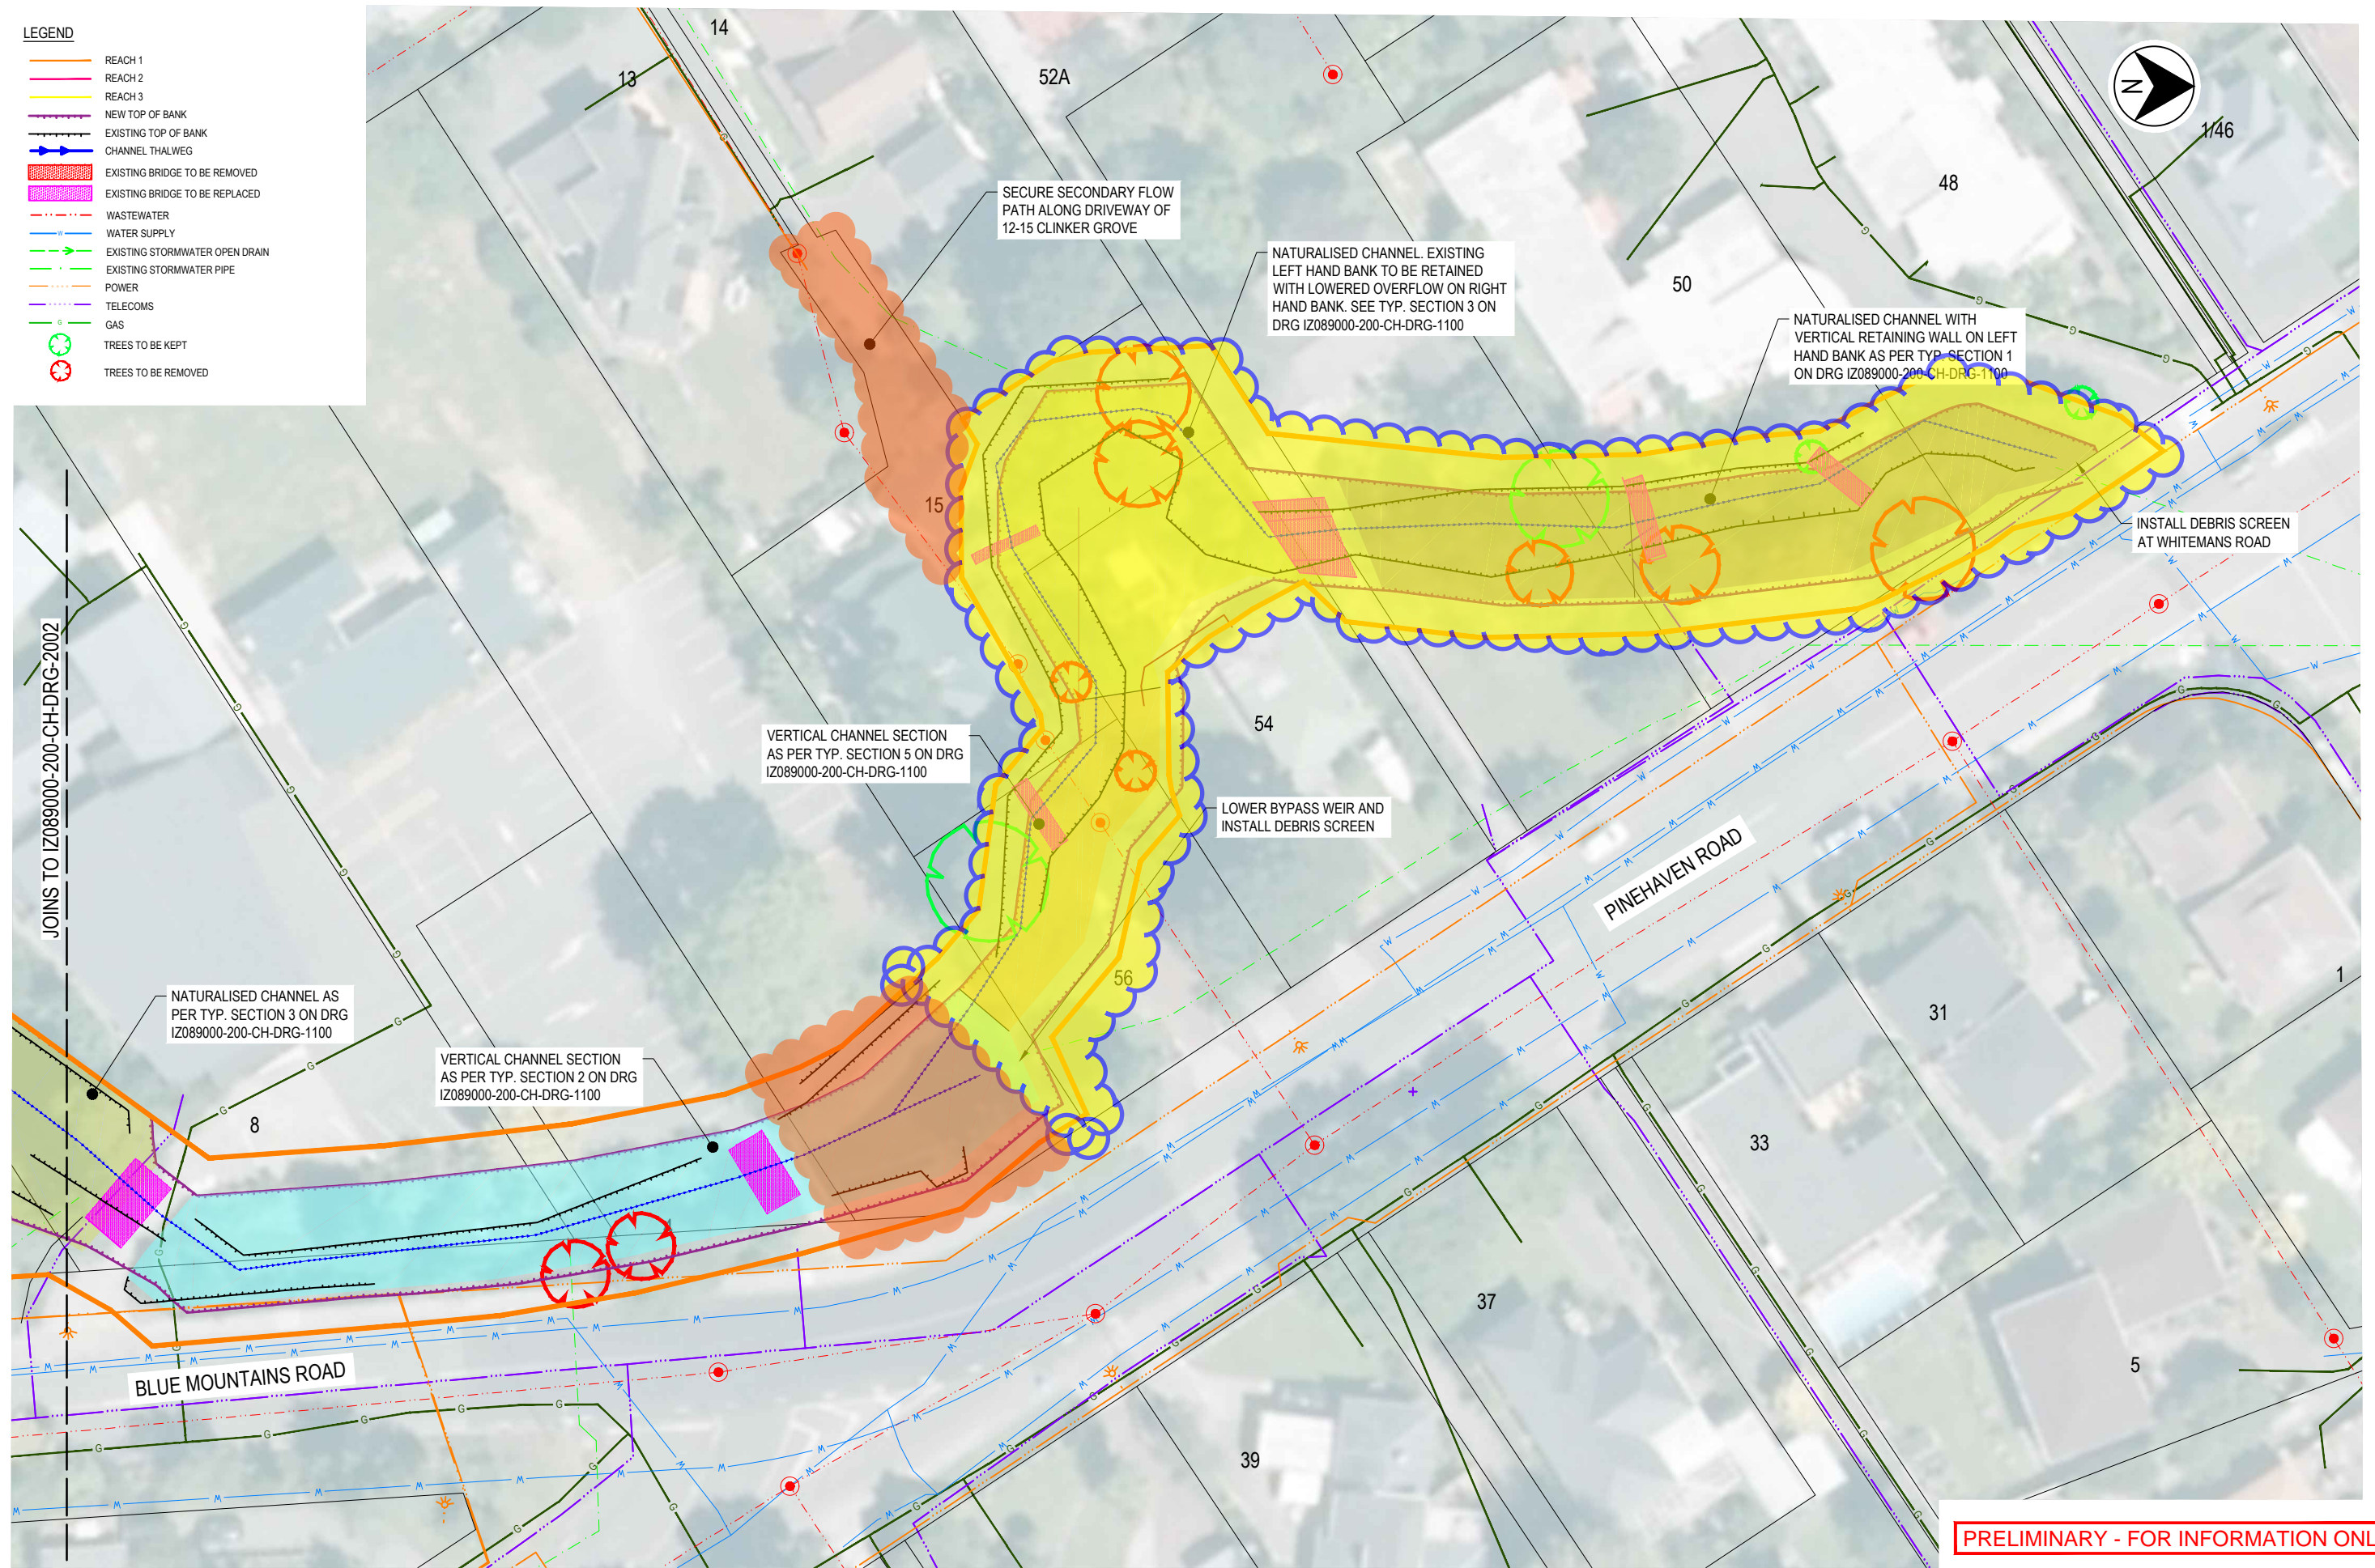 LEGEND
REACH 1
REACH 2
REACH 3
NEW TOP OF BANK
EXISTING TOP OF BANK
CHANNEL THALWEG
EXISTING BRIDGE TO BE REMOVED
EXISTING BRIDGE TO BE REPLACED
WASTEWATER
WATER SUPPLY
EXISTING STORMWATER OPEN DRAIN
EXISTING STORMWATER PIPE
POWER
TELECOMS
GAS
TREES TO BE KEPT
TREES TO BE REMOVED
14
13
52A
N
1/46
48
50
SECURE SECONDARY FLOW
PATH ALONG DRIVEWAY OF
12-15 CLINKER GROVE
NATURALISED CHANNEL. EXISTING
LEFT HAND BANK TO BE RETAINED
WITH LOWERED OVERFLOW ON RIGHT
HAND BANK. SEE TYP. SECTION 3 ON
DRG IZ089000-200-CH-DRG-1100
NATURALISED CHANNEL WITH
VERTICAL RETAINING WALL ON LEFT
HAND BANK AS PER TYP. SECTION 1
ON DRG IZ089000-200-CH-DRG-1100
15
INSTALL DEBRIS SCREEN
AT WHITEMANS ROAD
JOINS TO IZ089000-200-CH-DRG-2002
VERTICAL CHANNEL SECTION
AS PER TYP. SECTION 5 ON DRG
IZ089000-200-CH-DRG-1100
54
LOWER BYPASS WEIR AND
INSTALL DEBRIS SCREEN
PINEHAVEN ROAD
56
1
31
NATURALISED CHANNEL AS
PER TYP. SECTION 3 ON DRG
IZ089000-200-CH-DRG-1100
VERTICAL CHANNEL SECTION
AS PER TYP. SECTION 2 ON DRG
IZ089000-200-CH-DRG-1100
8
33
37
5
BLUE MOUNTAINS ROAD
39
PRELIMINARY - FOR INFORMATION ONL